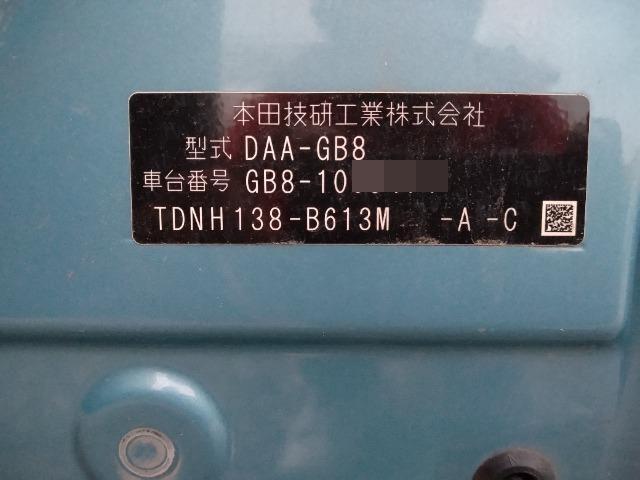 本田技研工業株式会社
型式 DAA-GB8
車台番号 GB8-10
TDNH138-B613M -A -C